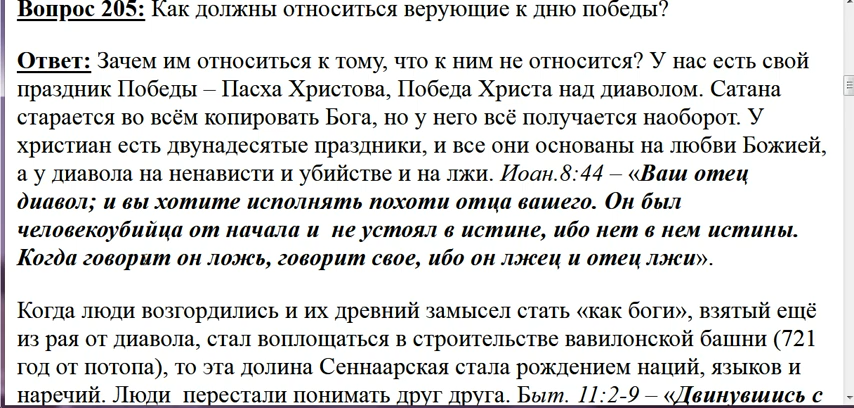 Вопрос 205: Как должны относиться верующие к дню победы?
Ответ: Зачем им относиться к тому, что к ним не относится? У нас есть свой
праздник Победы – Пасха Христова, Победа Христа над диаволом. Сатана
старается во всём копировать Бога, но у него всё получается наоборот. У
христиан есть двунадесятые праздники, и все они основаны на любви Божией,
а у диавола на ненависти и убийстве и на лжи. Иоан.8:44 – «Ваш отец
диавол; и вы хотите исполнять похоти отца вашего. Он был
человекоубийца от начала и  не устоял в истине, ибо нет в нем истины.
Когда говорит он ложь, говорит свое, ибо он лжец и отец лжи».
Когда люди возгордились и их древний замысел стать «как боги», взятый ещё
из рая от диавола, стал воплощаться в строительстве вавилонской башни (721
год от потопа), то эта долина Сеннаарская стала рождением наций, языков и
наречий. Люди  перестали понимать друг друга. Быт. 11:2-9 – «Двинувшись с